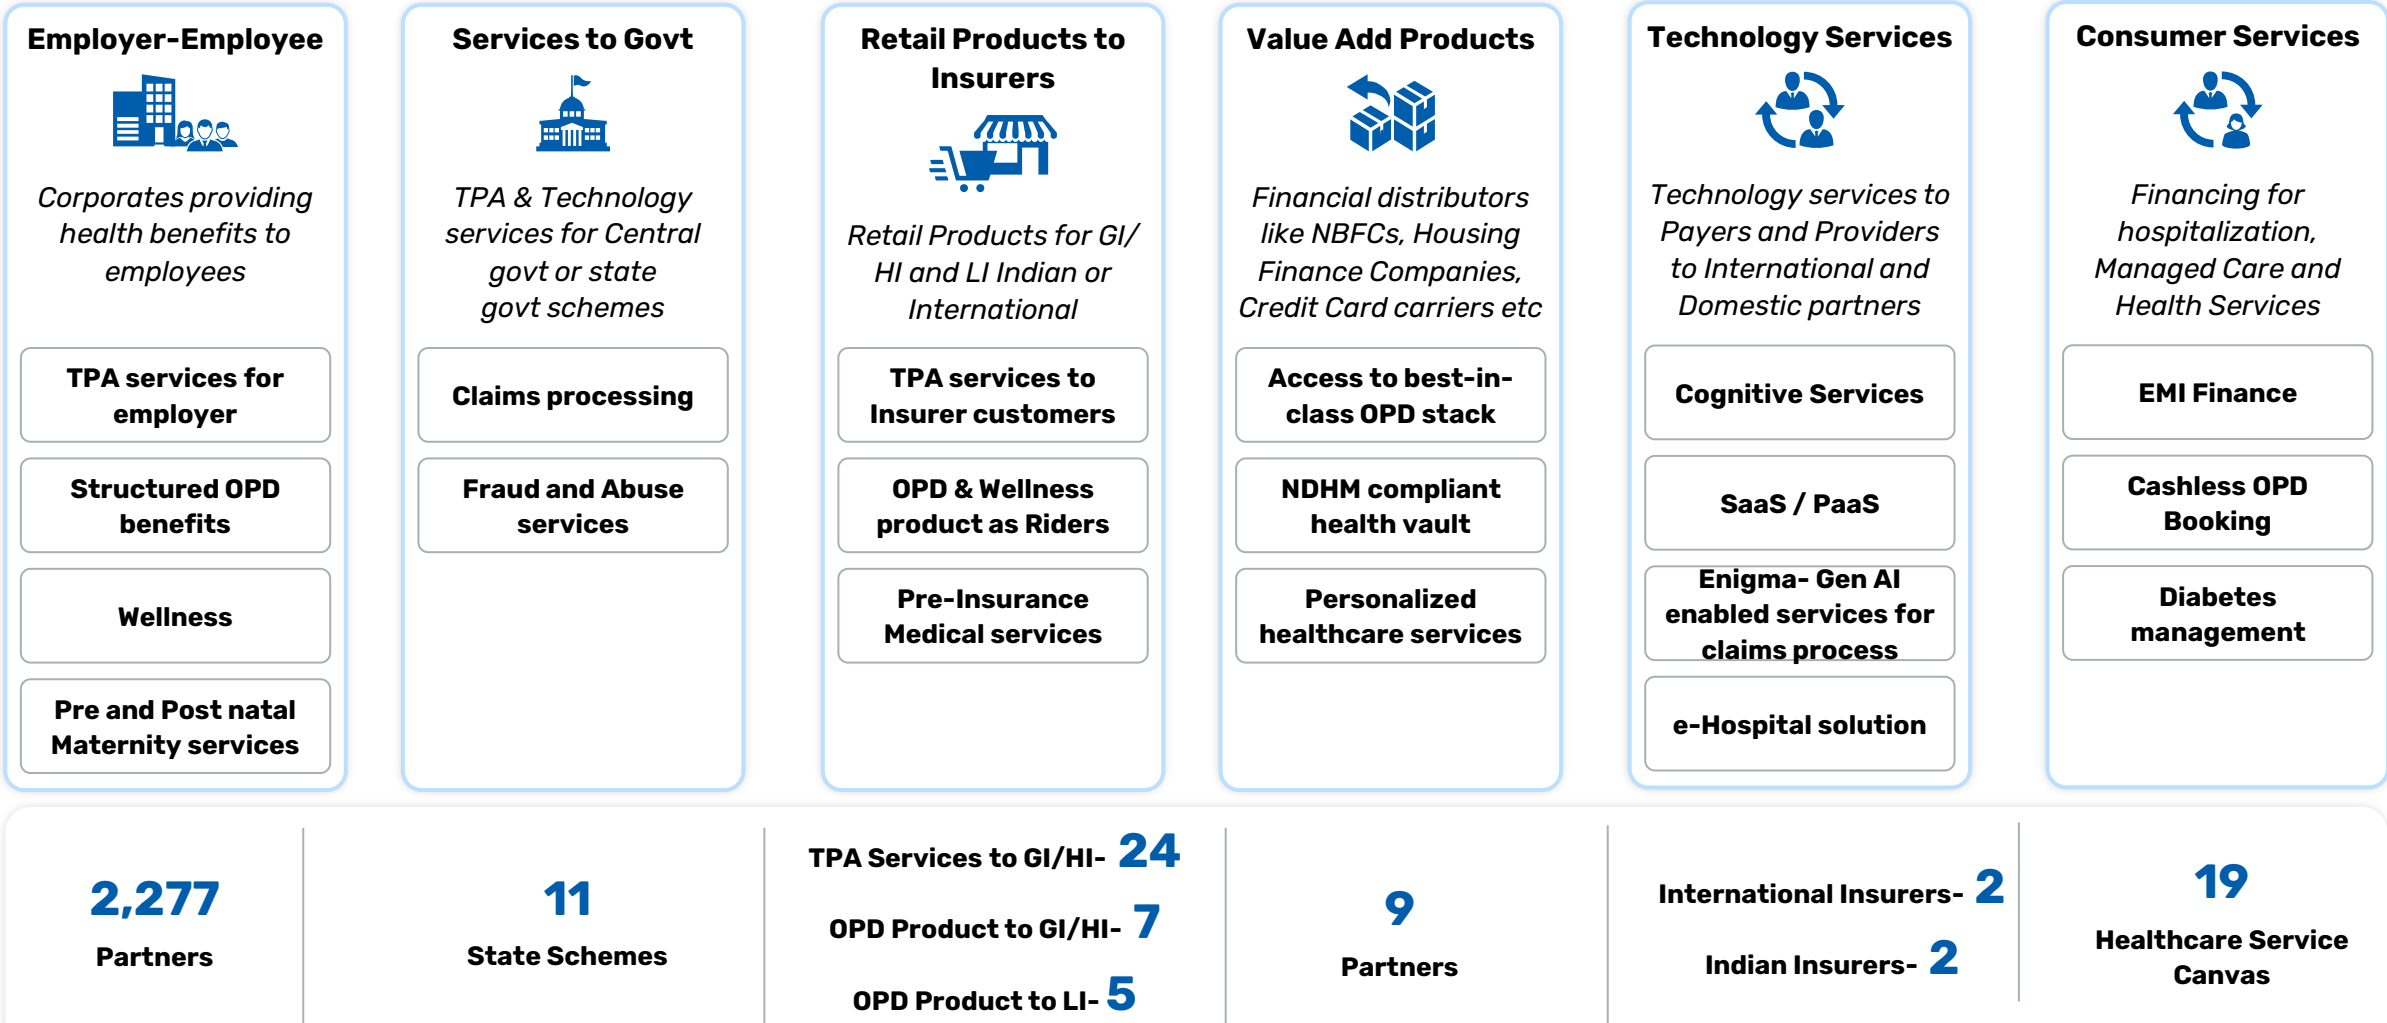 Employer-Employee
Corporates providing
health benefits to
employees
TPA services for
employer
Structured OPD
benefits
Wellness
Pre and Post natal
Maternity services
Services to Govt
TPA & Technology
services for Central
govt or state
govt schemes
Claims processing
Fraud and Abuse
services
Retail Products to
Insurers
Retail Products for GI/
HI and LI Indian or
International
TPA services to
Insurer customers
OPD & Wellness
product as Riders
Pre-Insurance
Medical services
Value Add Products
Financial distributors
like NBFCs, Housing
Finance Companies,
Credit Card carriers etc
Access to best-in-
class OPD stack
NDHM compliant
health vault
Personalized
healthcare services
Technology Services
Technology services to
Payers and Providers
to International and
Domestic partners
Cognitive Services
SaaS / PaaS
Enigma- Gen AI
enabled services for
claims process
e-Hospital solution
Consumer Services
Financing for
hospitalization,
Managed Care and
Health Services
EMI Finance
Cashless OPD
Booking
Diabetes
management
2,277
Partners
11
State Schemes
TPA Services to GI/HI- 24
OPD Product to GI/HI- 7
OPD Product to LI- 5
9
Partners
International Insurers- 2
Indian Insurers- 2
19
Healthcare Service
Canvas